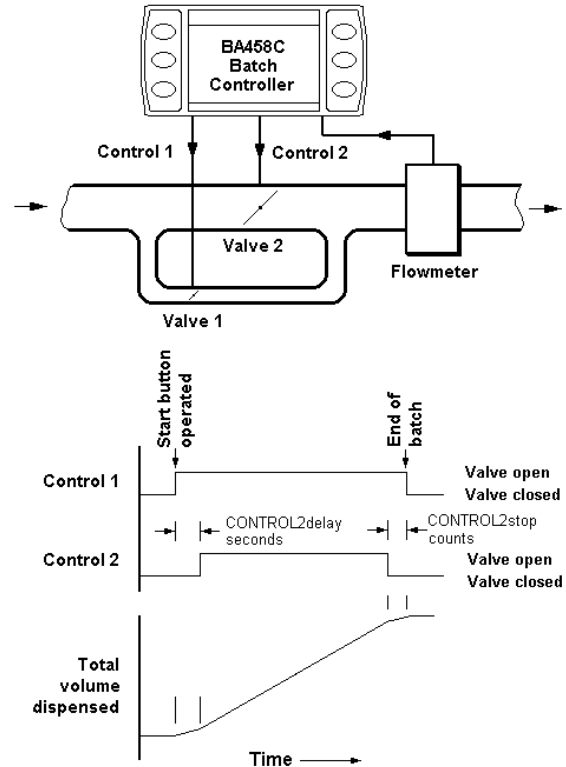 BA458C
Batch
Controller
Control 1
Control 2
Valve 2
Flowmeter
Valve 1
Start button
operated
End of
batch
Control 1
Valve open
Valve closed
CONTROL2delay
seconds
CONTROL2stop
counts
Control 2
Valve open
Valve closed
Total
volume
dispensed
Time